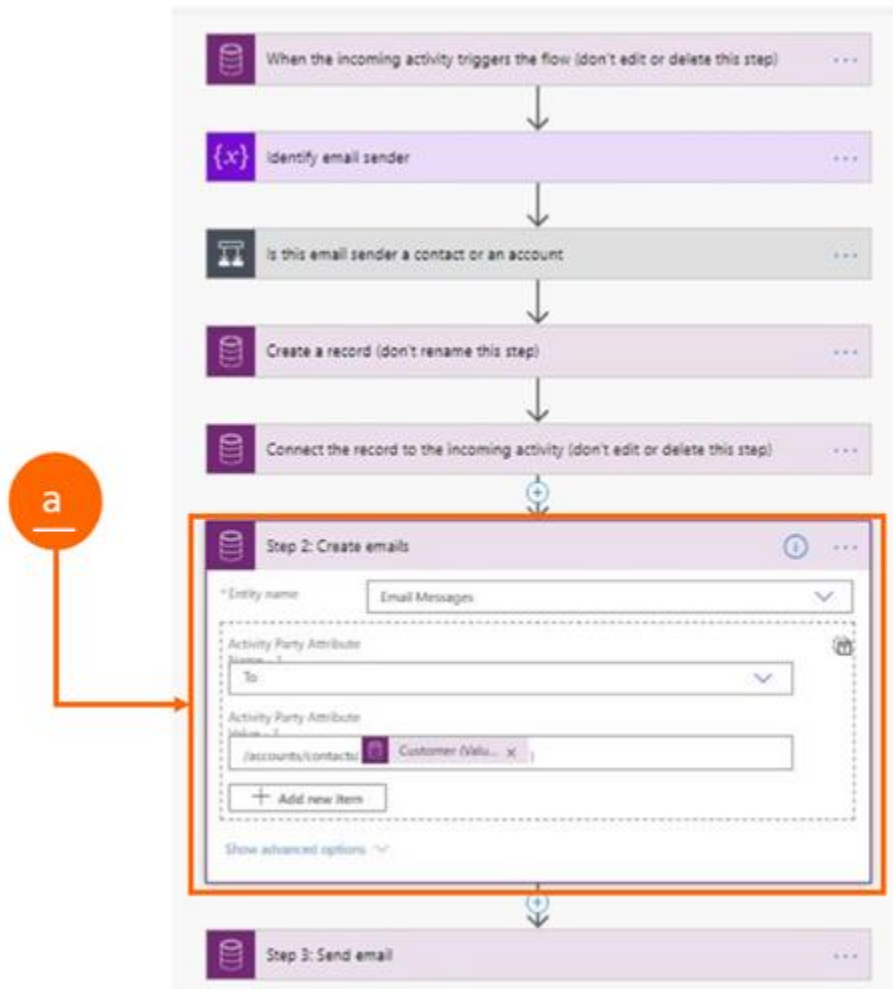 When the incoming activity triggers the flow (don't edit or delete this step)
{x} Identify email sender
Is this email sender a contact or an account
Create a record (don't rename this step)
Connect the record to the incoming activity (don't edit or delete this step)
a
Step 2: Create emails
* Entity name
Email Messages
Activity Party Attribute
Name - 1
To
Activity Party Attribute
Value - 1
/accounts/contacts( Customer (Valu... x )
+ Add new item
Show advanced options
Step 3: Send email